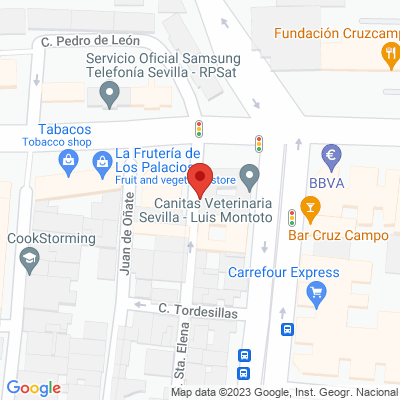 C. Pedro de León
Fundación Cruzcamp
Servicio Oficial Samsung
Telefonía Sevilla - RPSat
Tabacos
Tobacco shop
La Frutería de
Los Palacios
Fruit and vege store
BBVA
Canitas Veterinaria
Sevilla - Luis Montoto
Juan de Oñate
Bar Cruz Campo
CookStorming
Carrefour Express
C. Tordesillas
. Sta. Elena
Google
Map data ©2023 Google, Inst. Geogr. Nacional